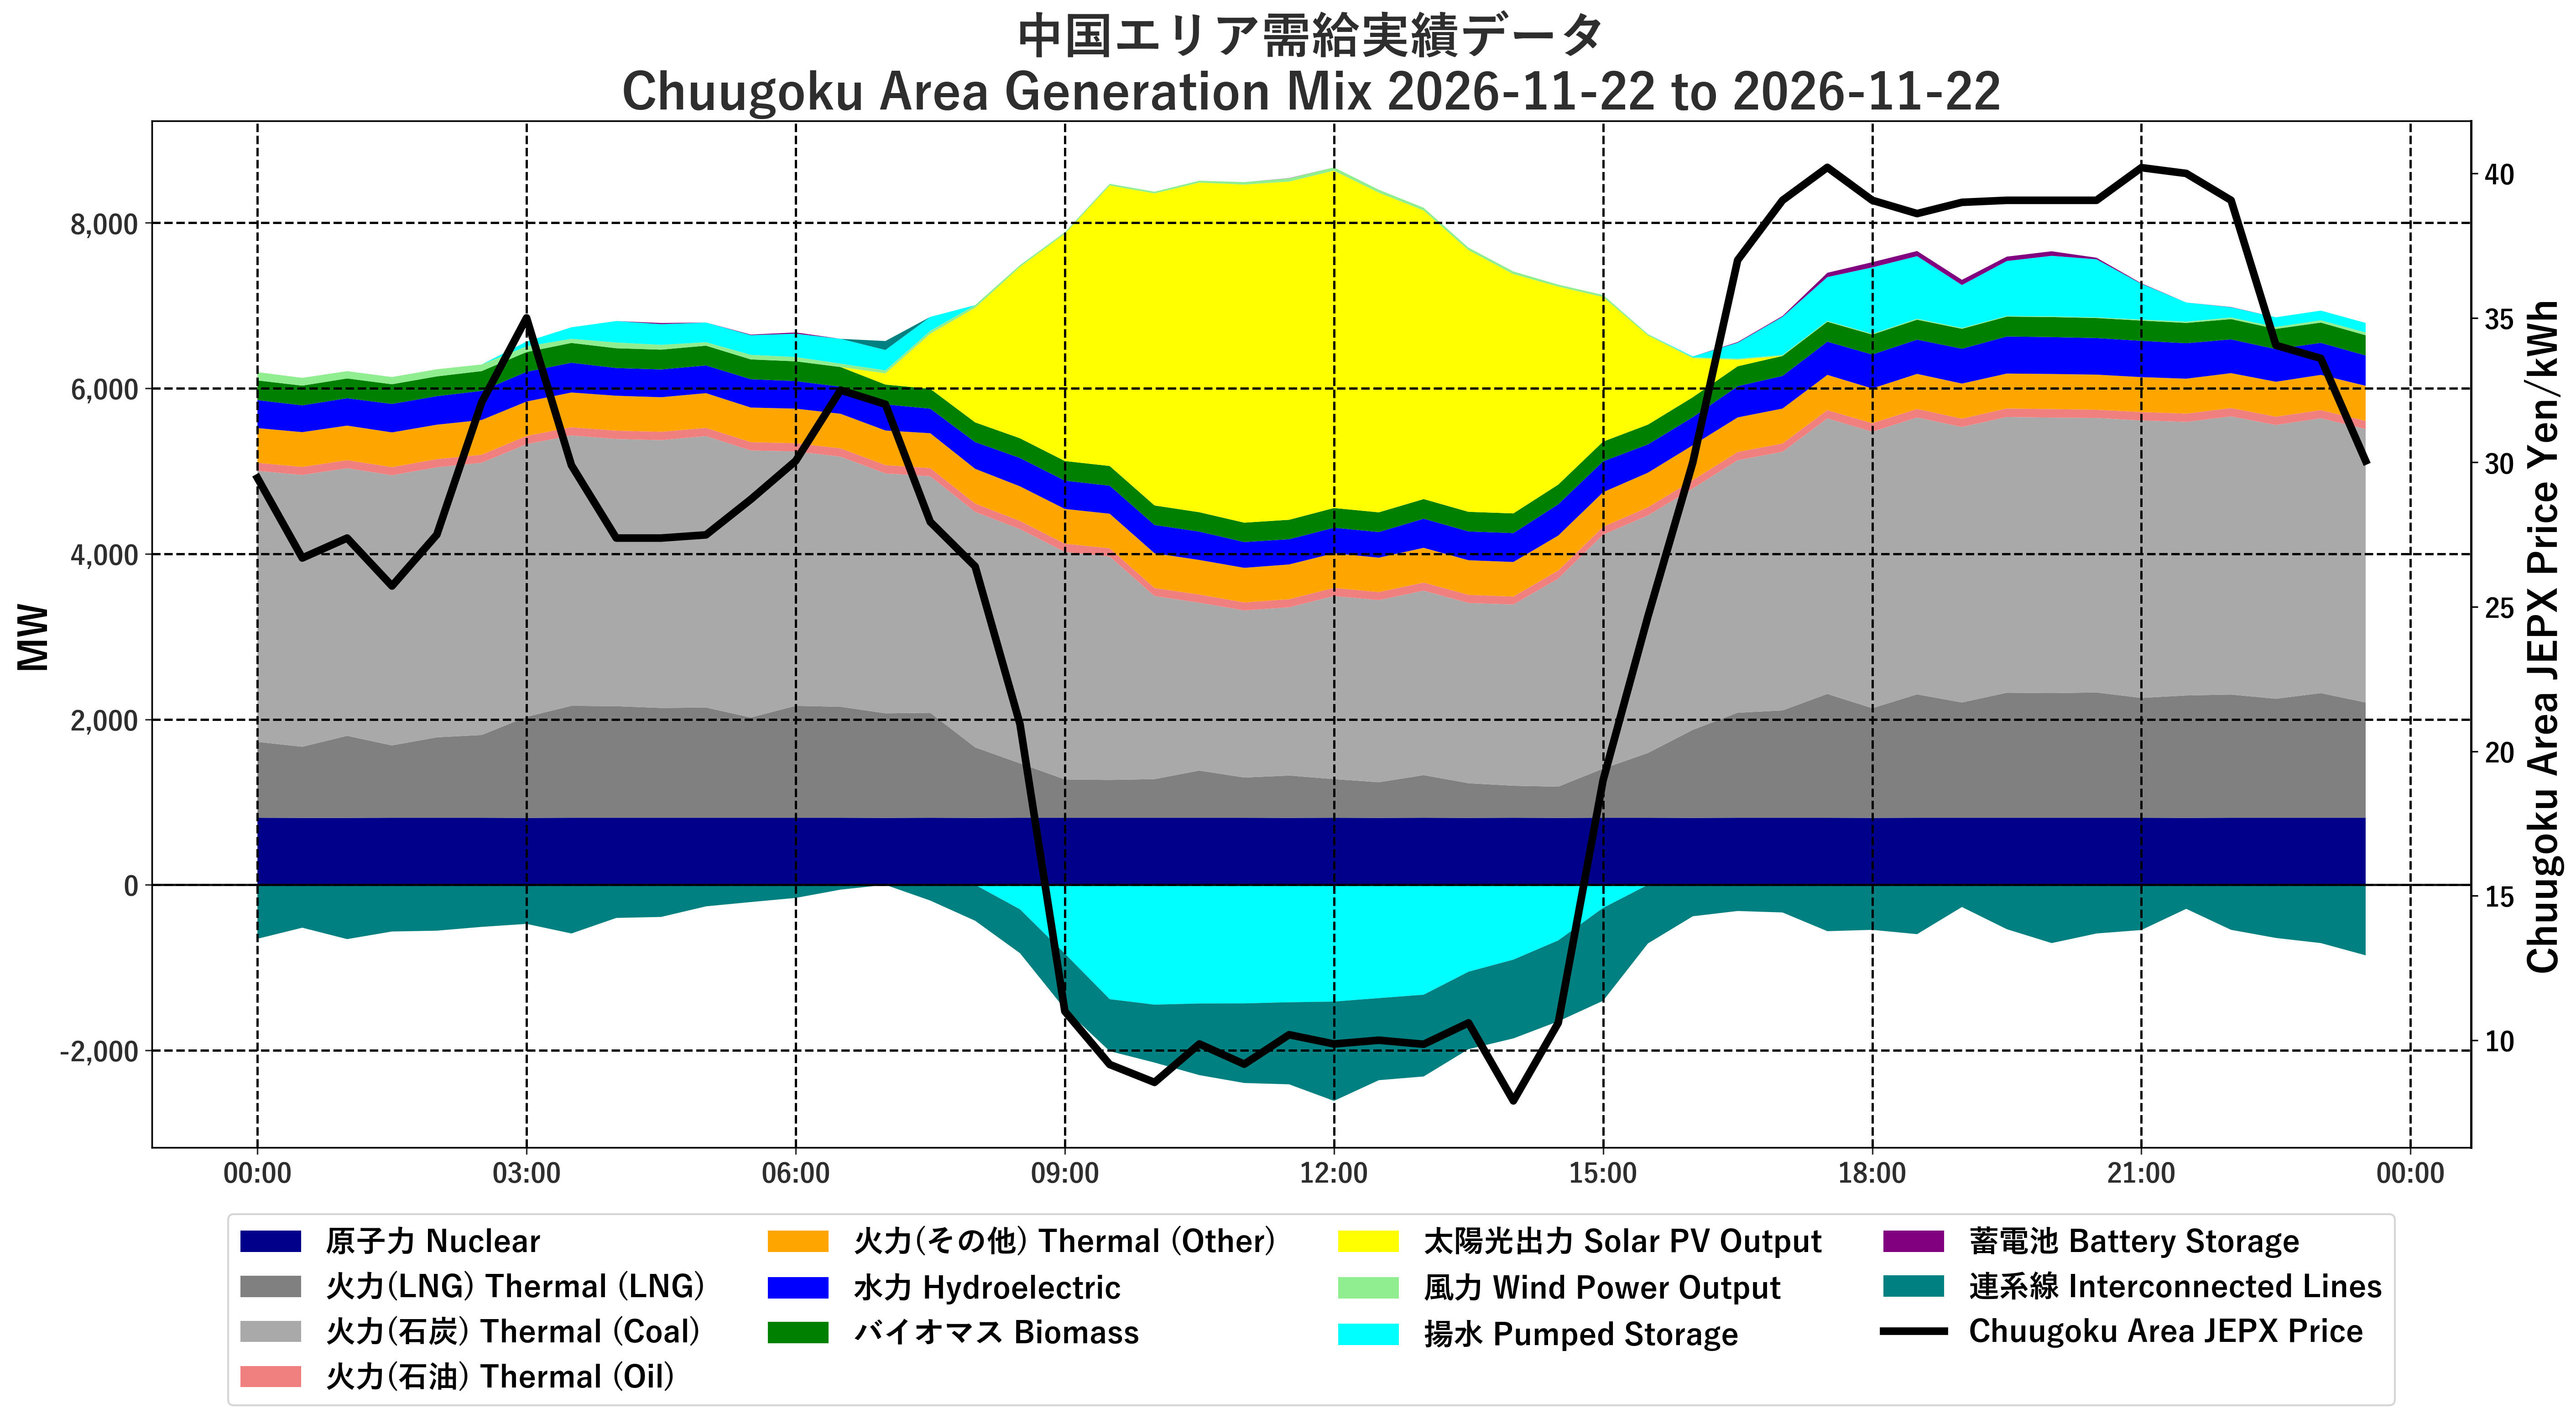 中国エリア需給実績データ
Chuugoku Area Generation Mix 2026-11-22 to 2026-11-22
MW
8,000
6,000
4,000
2,000
0
-2,000
40
35
30
25
20
15
10
Chuugoku Area JEPX Price Yen/kWh
00:00 03:00 06:00 09:00 12:00 15:00 18:00 21:00 00:00
原子力 Nuclear
火力(LNG) Thermal (LNG)
火力(石炭) Thermal (Coal)
火力(石油) Thermal (Oil)
火力(その他) Thermal (Other)
水力 Hydroelectric
バイオマス Biomass
太陽光出力 Solar PV Output
風力 Wind Power Output
揚水 Pumped Storage
蓄電池 Battery Storage
連系線 Interconnected Lines
Chuugoku Area JEPX Price